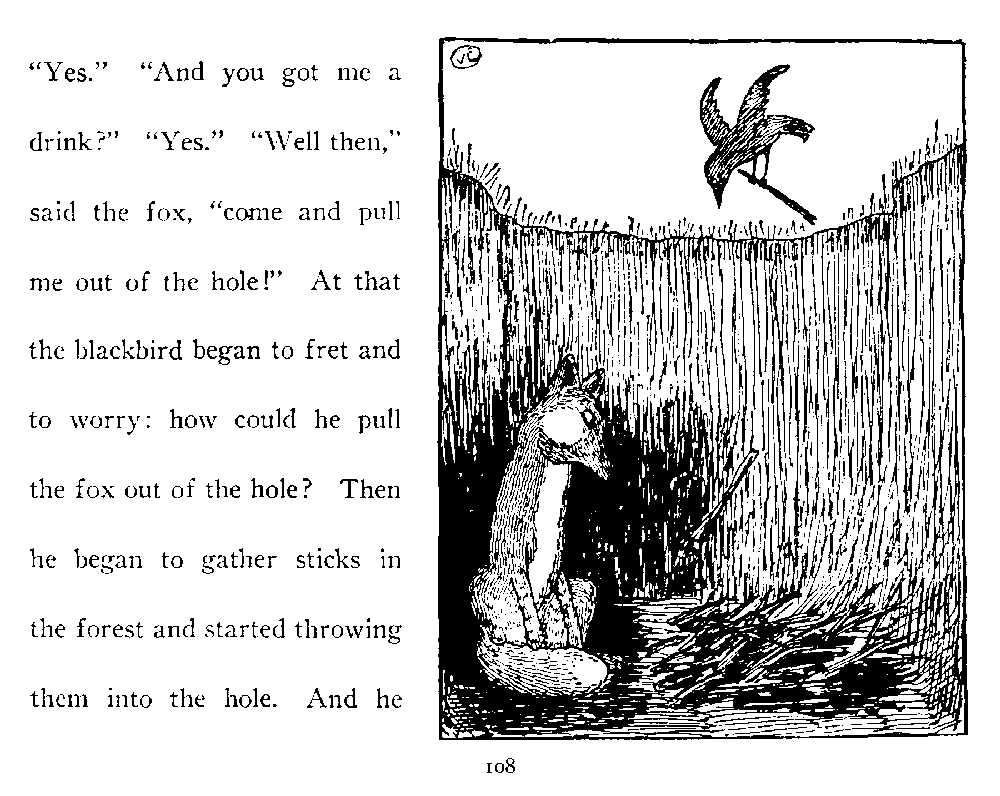 “Yes.” “And you got me a
drink?” “Yes.” “Well then,”
said the fox, “come and pull
me out of the hole!” At that
the blackbird began to fret and
to worry: how could he pull
the fox out of the hole? Then
he began to gather sticks in
the forest and started throwing
them into the hole. And he
108